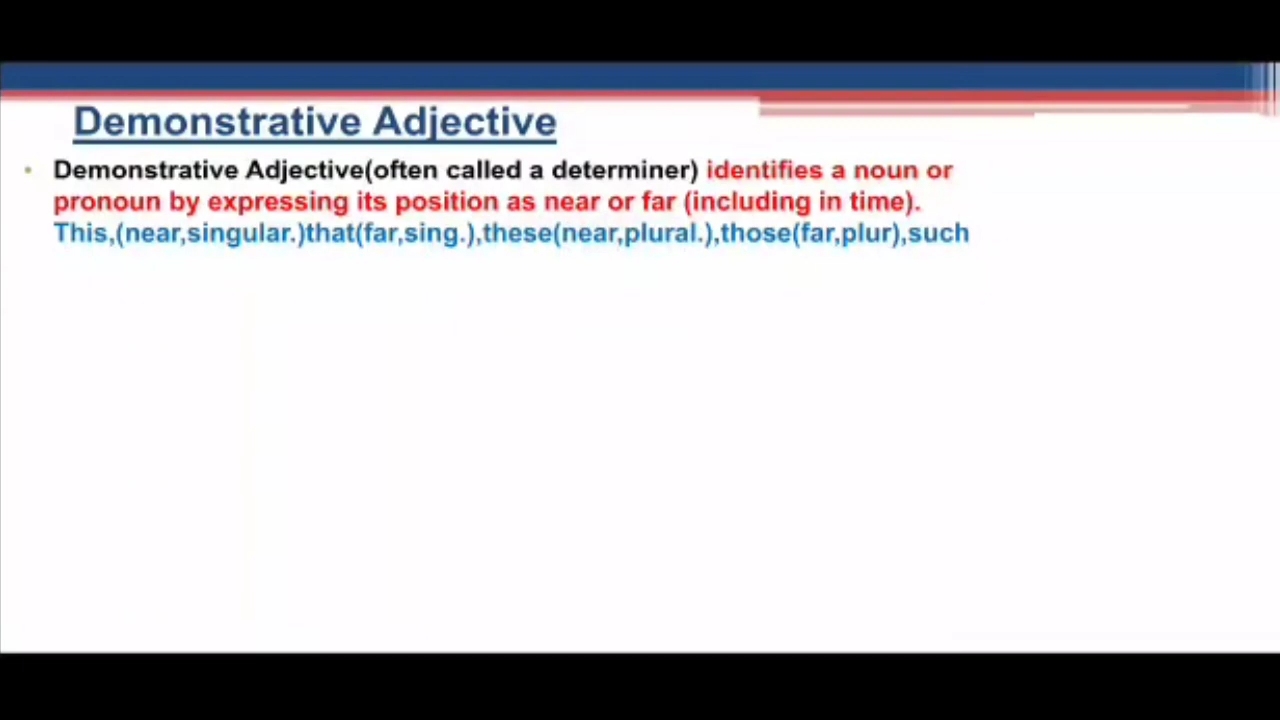 Demonstrative Adjective
Demonstrative Adjective(often called a determiner) identifies a noun or
pronoun by expressing its position as near or far (including in time).
This,(near,singular.)that(far,sing.),these(near,plural.),those(far,plur),such